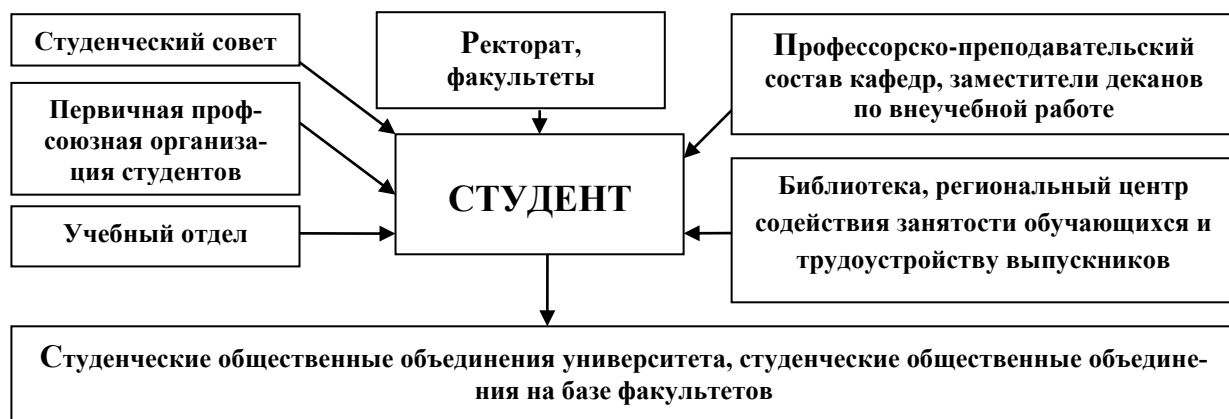 Студенческий совет
Ректорат,
факультеты
Профессорско-преподавательский
состав кафедр, заместители деканов
по внеучебной работе
Первичная проф-
союзная организа-
ция студентов
СТУДЕНТ
Библиотека, региональный центр
содействия занятости обучающихся и
трудоустройству выпускников
Учебный отдел
Студенческие общественные объединения университета, студенческие общественные объедине-
ния на базе факультетов